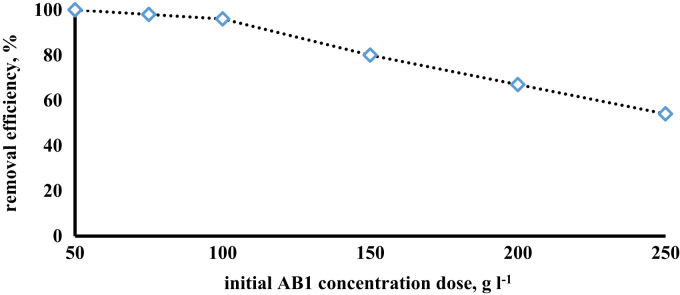 100
80
60
40
20
0
removal efficiency, %
50 100 150 200 250
initial AB1 concentration dose, g l⁻¹